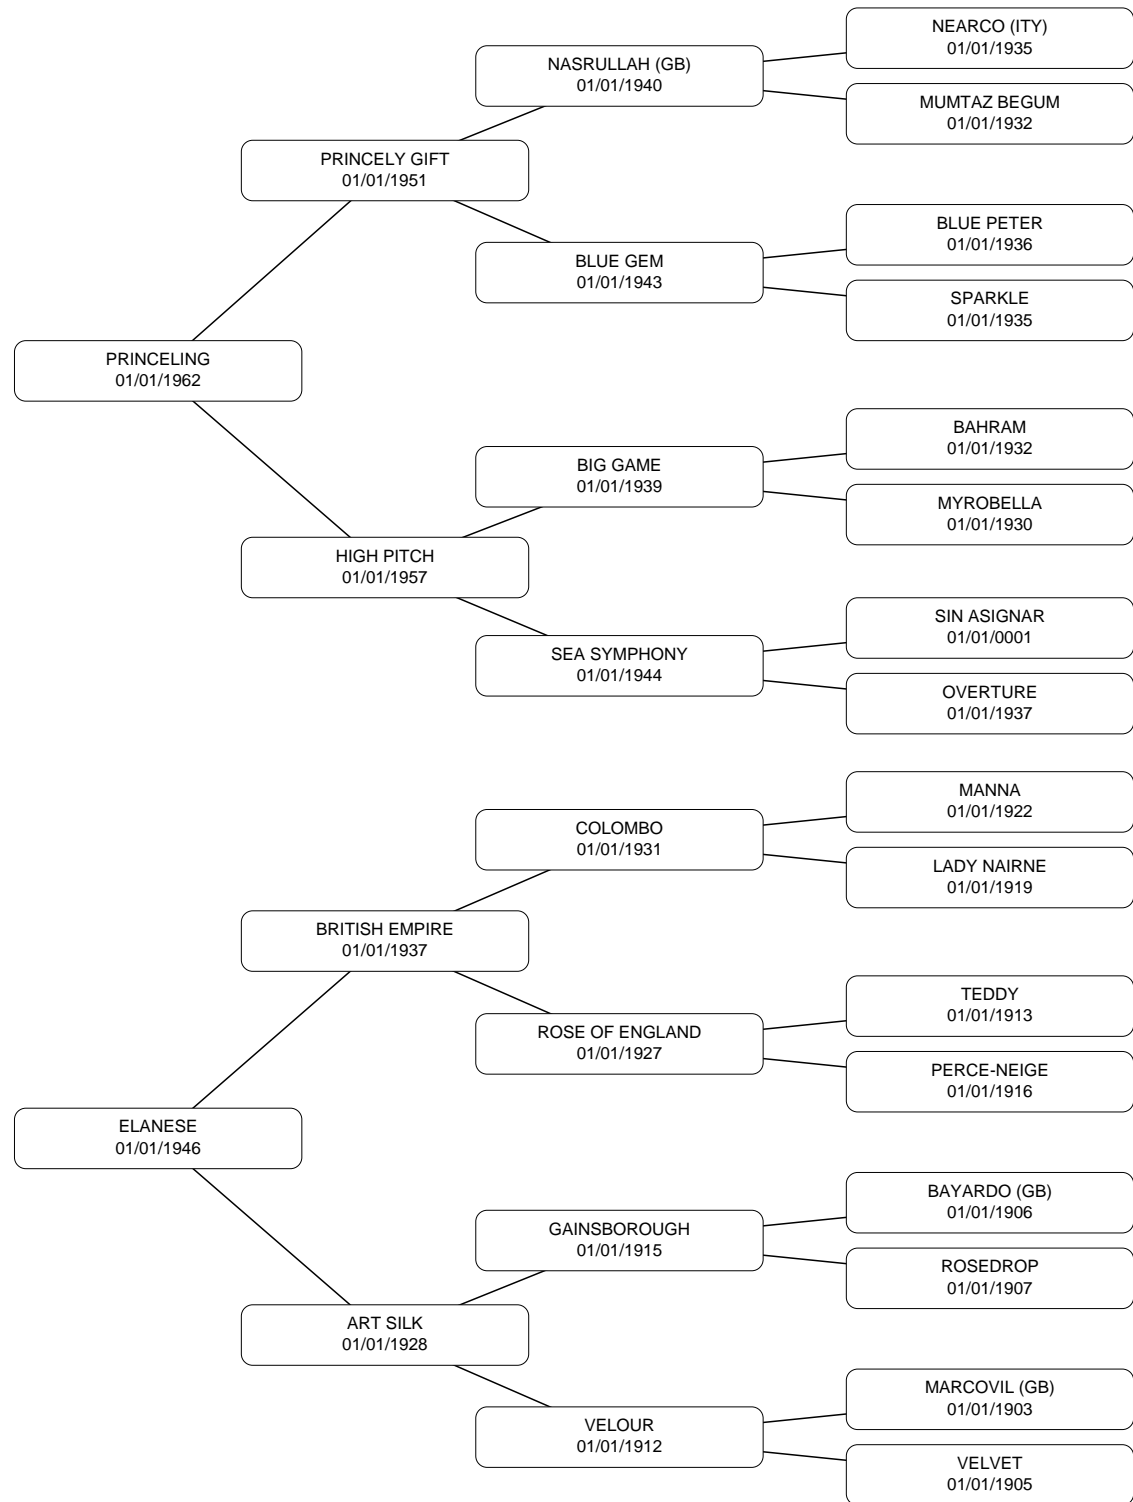 NEARCO (ITY)
01/01/1935
NASRULLAH (GB)
01/01/1940
MUMTAZ BEGUM
01/01/1932
PRINCELY GIFT
01/01/1951
BLUE PETER
01/01/1936
BLUE GEM
01/01/1943
SPARKLE
01/01/1935
PRINCELING
01/01/1962
BAHRAM
01/01/1932
BIG GAME
01/01/1939
MYROBELLA
01/01/1930
HIGH PITCH
01/01/1957
SIN ASIGNAR
01/01/0001
SEA SYMPHONY
01/01/1944
OVERTURE
01/01/1937
MANNA
01/01/1922
COLOMBO
01/01/1931
LADY NAIRNE
01/01/1919
BRITISH EMPIRE
01/01/1937
TEDDY
01/01/1913
ROSE OF ENGLAND
01/01/1927
PERCE-NEIGE
01/01/1916
ELANESE
01/01/1946
BAYARDO (GB)
01/01/1906
GAINSBOROUGH
01/01/1915
ROSEDROP
01/01/1907
ART SILK
01/01/1928
MARCOVIL (GB)
01/01/1903
VELOUR
01/01/1912
VELVET
01/01/1905